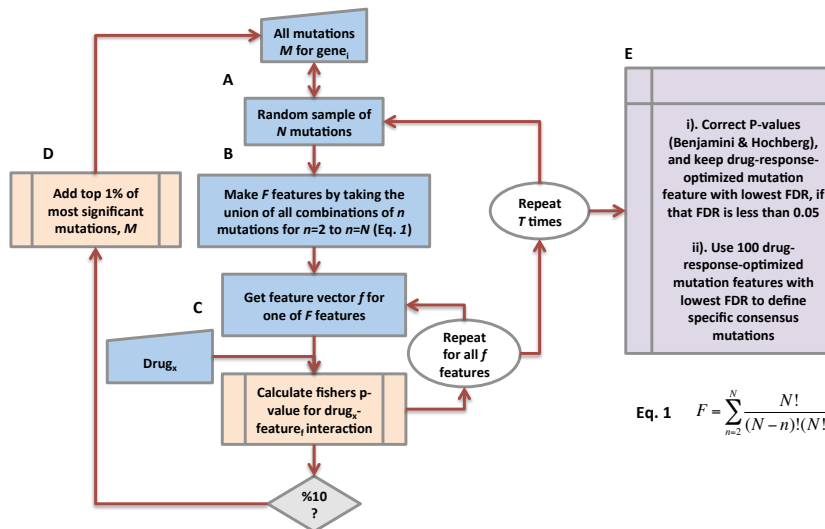 All mutations
M for gene_i
A
Random sample of
N mutations
B
Make F features by taking the
union of all combinations of n
mutations for n=2 to n=N (Eq. 1)
C
Get feature vector f for
one of F features
Drug_x
Calculate fishers p-
value for drug_x-
feature_f interaction
%10
?
D
Add top 1% of
most significant
mutations, M
Repeat
for all f
features
Repeat
T times
E
i). Correct P-values
(Benjamini & Hochberg),
and keep drug-response-
optimized mutation
feature with lowest FDR, if
that FDR is less than 0.05
ii). Use 100 drug-
response-optimized
mutation features with
lowest FDR to define
specific consensus
mutations
Eq. 1 F = \sum_{n=2}^{N} \frac{N!}{(N-n)!(N!